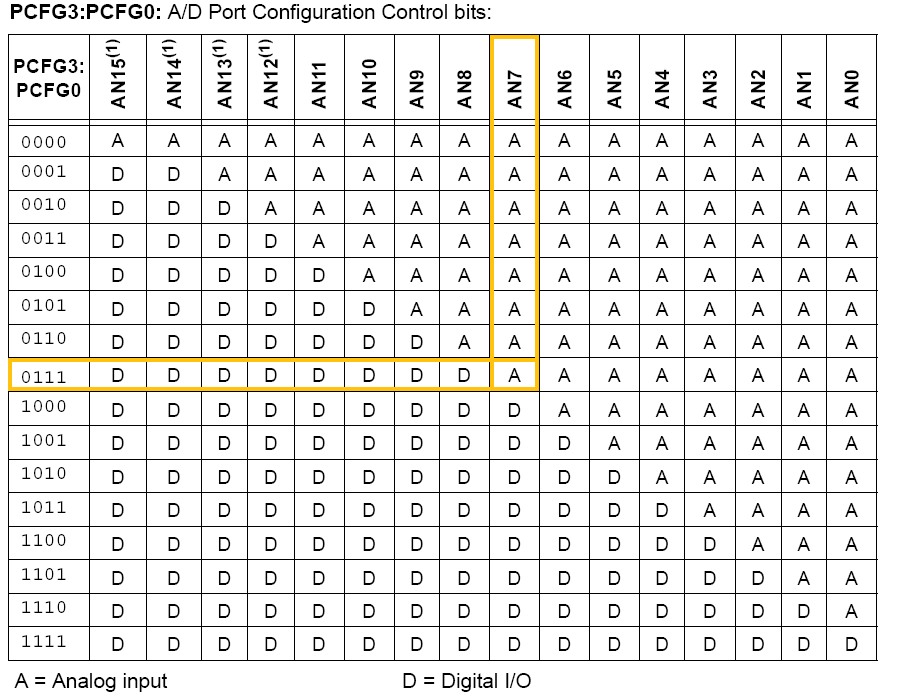 PCFG3:PCFG0: A/D Port Configuration Control bits:
PCFG3: PCFG0 AN15(1) AN14(1) AN13(1) AN12(1) AN11 AN10 AN9 AN8 AN7 AN6 AN5 AN4 AN3 AN2 AN1 AN0
0000 A A A A A A A A A A A A A A A A
0001 D D A A A A A A A A A A A A A A
0010 D D D A A A A A A A A A A A A A
0011 D D D D A A A A A A A A A A A A
0100 D D D D D A A A A A A A A A A A
0101 D D D D D D A A A A A A A A A A
0110 D D D D D D D A A A A A A A A A
0111 D D D D D D D D A A A A A A A A
1000 D D D D D D D D D A A A A A A A
1001 D D D D D D D D D D A A A A A A
1010 D D D D D D D D D D D A A A A A
1011 D D D D D D D D D D D D A A A A
1100 D D D D D D D D D D D D D A A A
1101 D D D D D D D D D D D D D D A A
1110 D D D D D D D D D D D D D D D A
1111 D D D D D D D D D D D D D D D D
A = Analog input D = Digital I/O